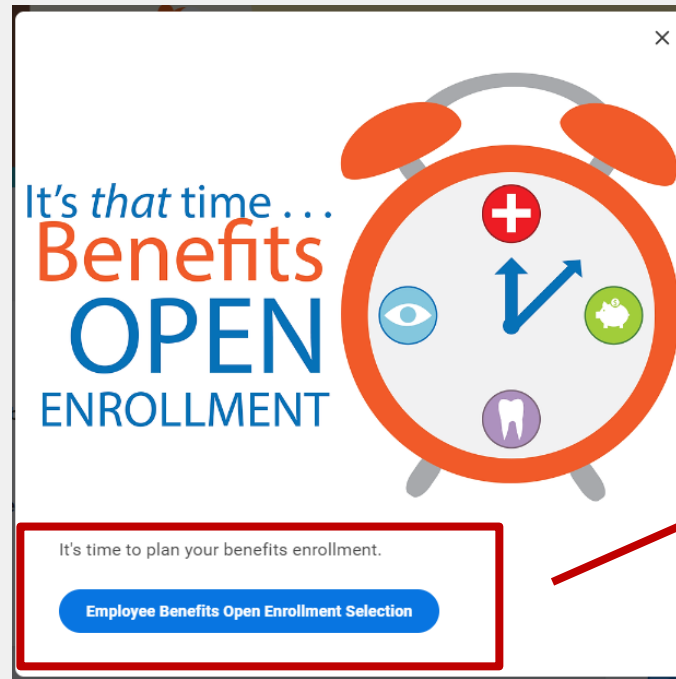 It's that time . . .
Benefits
OPEN
ENROLLMENT
It's time to plan your benefits enrollment.
Employee Benefits Open Enrollment Selection